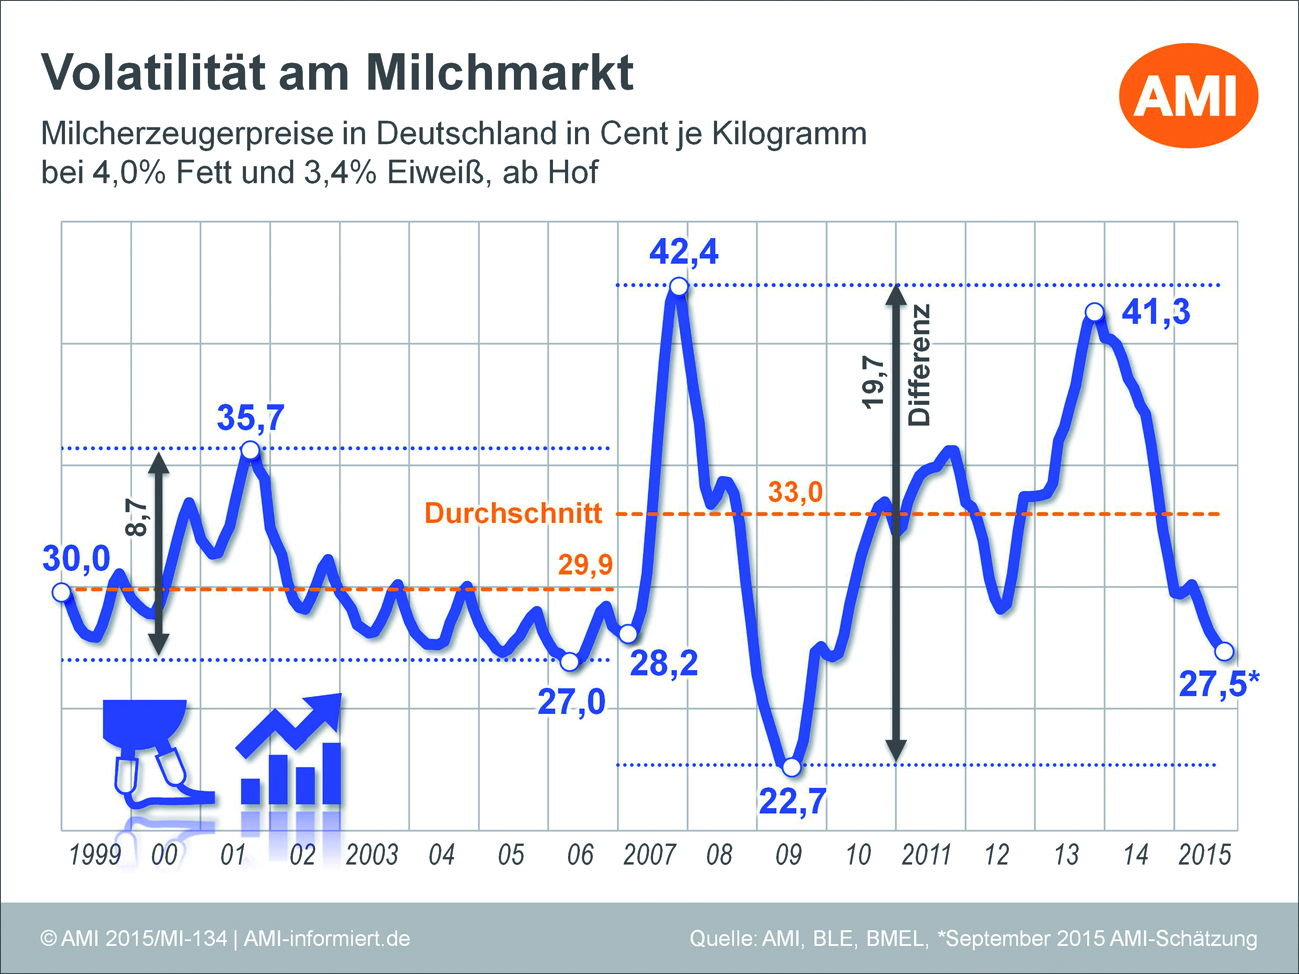 Volatilität am Milchmarkt
AMI
Milcherzeugerpreise in Deutschland in Cent je Kilogramm
bei 4,0% Fett und 3,4% Eiweiß, ab Hof
42,4
41,3
19,7
Differenz
35,7
8,7
33,0
Durchschnitt
30,0
29,9
28,2
27,5*
27,0
22,7
1999 00 01 02 2003 04 05 06 2007 08 09 10 2011 12 13 14 2015
© AMI 2015/MI-134 | AMI-informiert.de
Quelle: AMI, BLE, BMEL, *September 2015 AMI-Schätzung